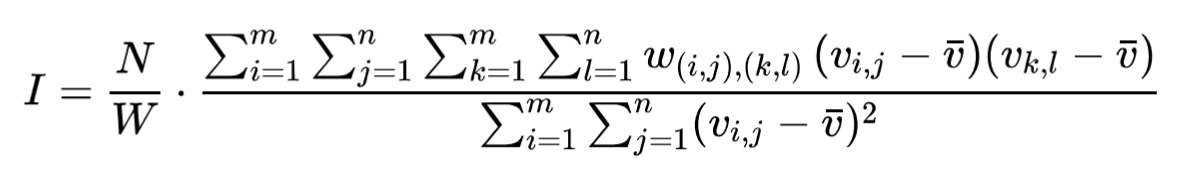 I = \frac{N}{W} \cdot \frac{\sum_{i=1}^{m} \sum_{j=1}^{n} \sum_{k=1}^{m} \sum_{l=1}^{n} w_{(i,j),(k,l)} (v_{i,j} - \bar{v})(v_{k,l} - \bar{v})}{\sum_{i=1}^{m} \sum_{j=1}^{n} (v_{i,j} - \bar{v})^2}